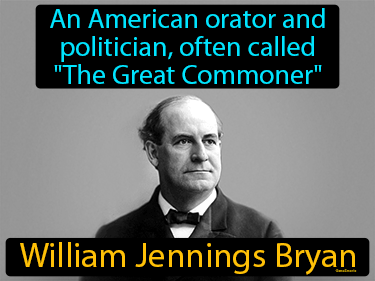 An American orator and
politician, often called
"The Great Commoner"
William Jennings Bryan